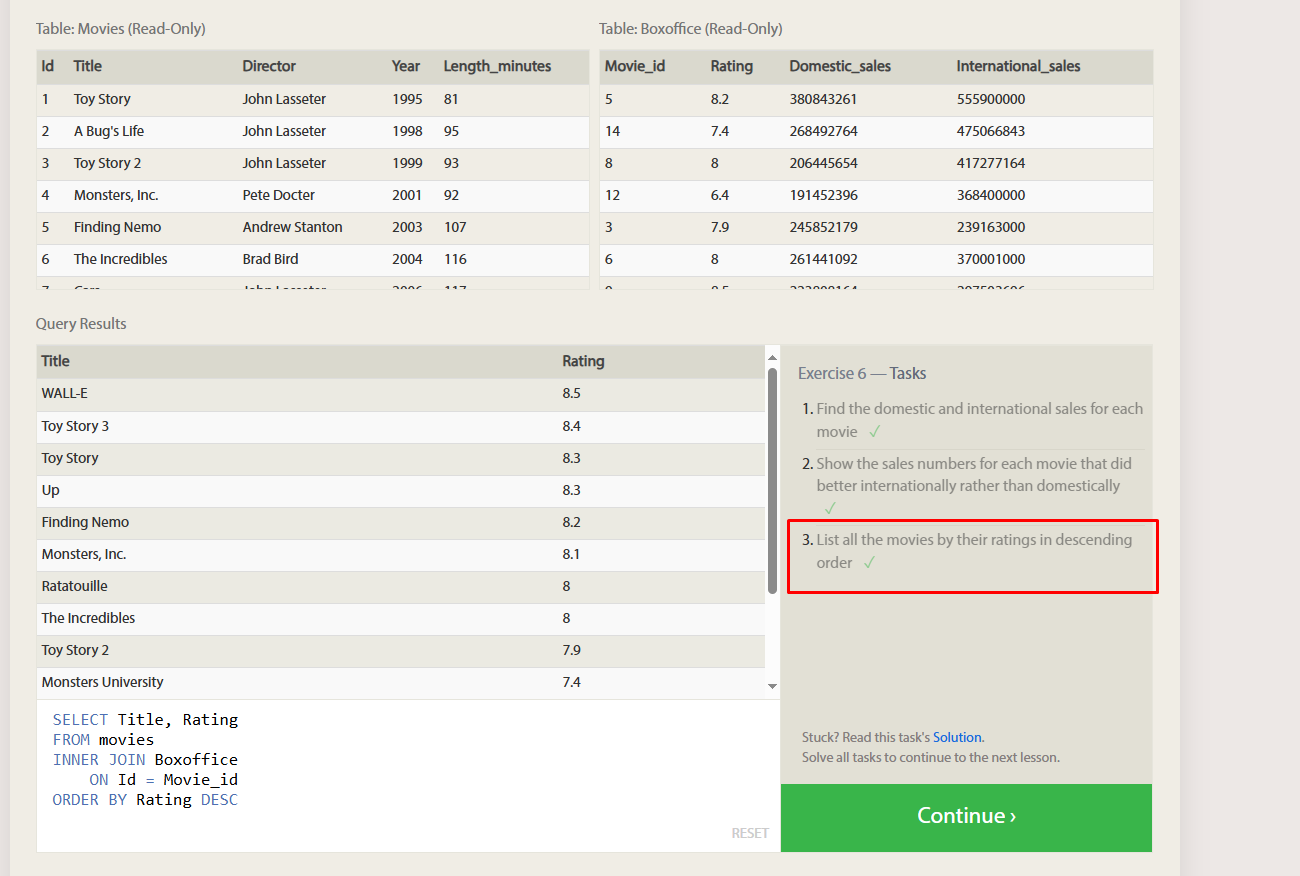 Table: Movies (Read-Only)
Table: Boxoffice (Read-Only)
Id Title Director Year Length_minutes
1 Toy Story John Lasseter 1995 81
2 A Bug's Life John Lasseter 1998 95
3 Toy Story 2 John Lasseter 1999 93
4 Monsters, Inc. Pete Docter 2001 92
5 Finding Nemo Andrew Stanton 2003 107
6 The Incredibles Brad Bird 2004 116
Movie_id Rating Domestic_sales International_sales
5 8.2 380843261 555900000
14 7.4 268492764 475066843
8 8 206445654 417277164
12 6.4 191452396 368400000
3 7.9 245852179 239163000
6 8 261441092 370001000
Query Results
Title Rating
WALL-E 8.5
Toy Story 3 8.4
Toy Story 8.3
Up 8.3
Finding Nemo 8.2
Monsters, Inc. 8.1
Ratatouille 8
The Incredibles 8
Toy Story 2 7.9
Monsters University 7.4
SELECT Title, Rating
FROM movies
INNER JOIN Boxoffice
    ON Id = Movie_id
ORDER BY Rating DESC
RESET
Exercise 6 — Tasks
1. Find the domestic and international sales for each
movie ✓
2. Show the sales numbers for each movie that did
better internationally rather than domestically
✓
3. List all the movies by their ratings in descending
order ✓
Stuck? Read this task's Solution.
Solve all tasks to continue to the next lesson.
Continue ›